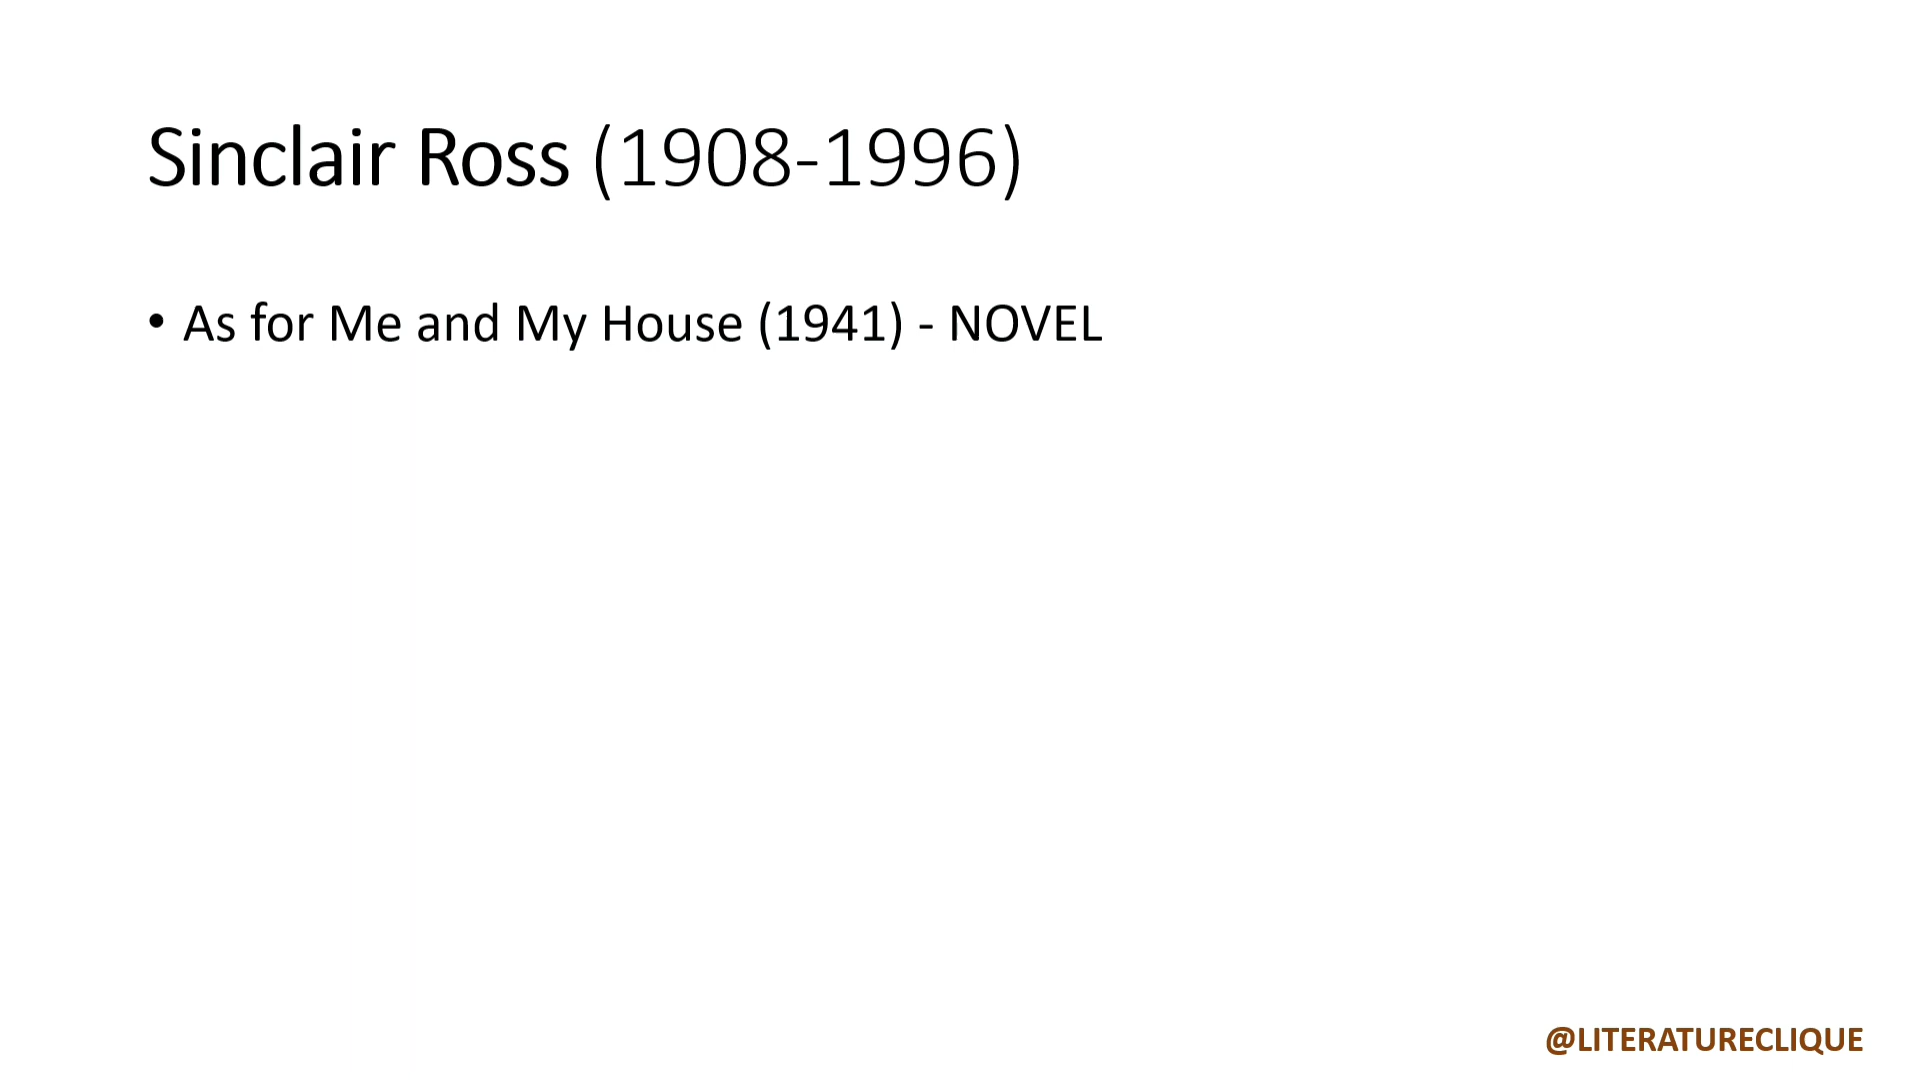 Sinclair Ross (1908-1996)
• As for Me and My House (1941) - NOVEL
@LITERATURECLIQUE